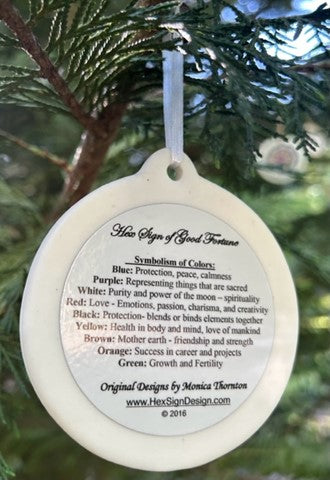 Hex Sign of Good Fortune
Symbolism of Colors:
Blue: Protection, peace, calmness
Purple: Representing things that are sacred
White: Purity and power of the moon – spirituality
Red: Love - Emotions, passion, charisma, and creativity
Black: Protection- blends or binds elements together
Yellow: Health in body and mind, love of mankind
Brown: Mother earth - friendship and strength
Orange: Success in career and projects
Green: Growth and Fertility
Original Designs by Monica Thornton
www.HexSignDesign.com
© 2016